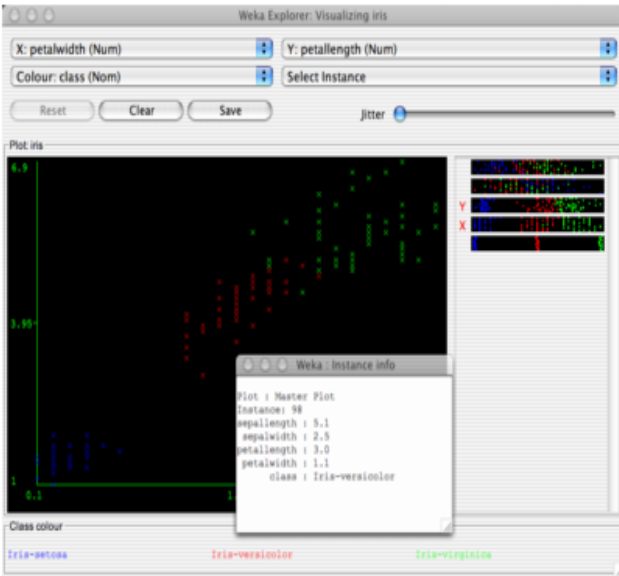 Weka Explorer: Visualizing iris
X: petalwidth (Num)
Y: petallength (Num)
Colour: class (Nom)
Select Instance
Reset
Clear
Save
Jitter
Plot: iris
6.9
Y
X
3.95
Weka : Instance info
Plot : Master Plot
Instance: 98
sepallength : 5.1
sepalwidth : 2.5
petallength : 3.0
petalwidth : 1.1
class : Iris-versicolor
1
0.1
1.
Class colour
Iris-setosa
Iris-versicolor
Iris-virginica